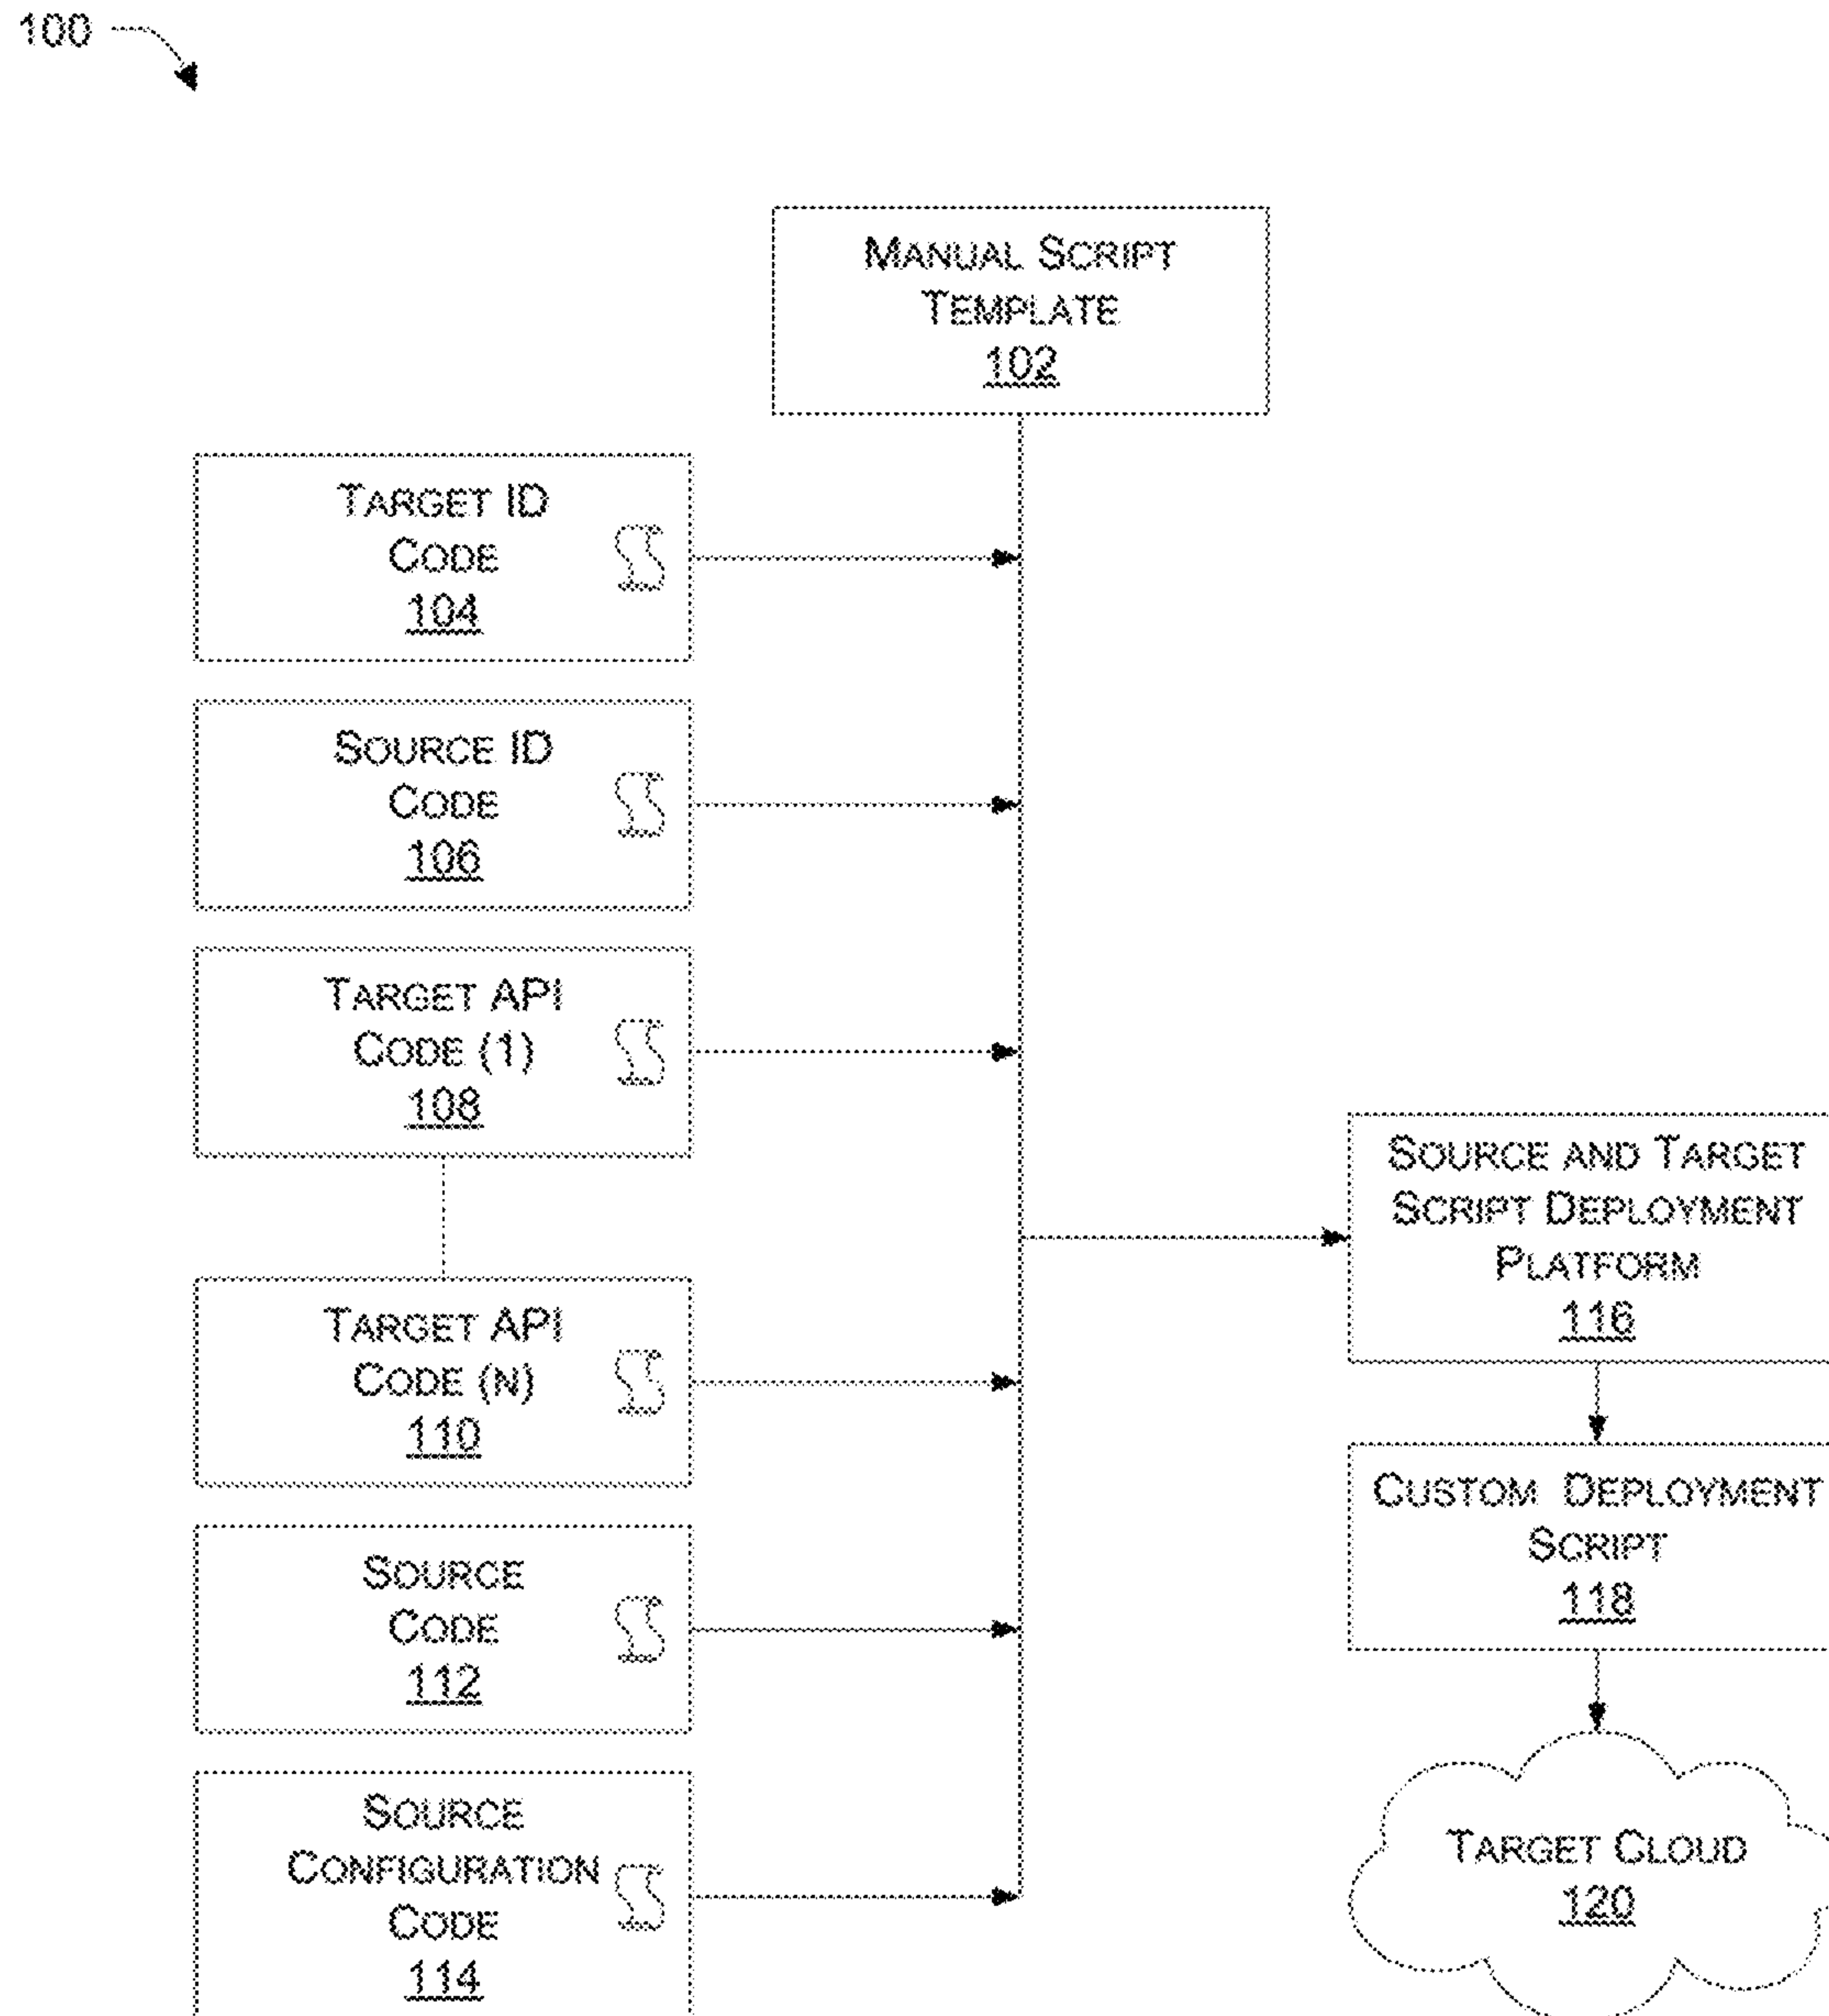 100
MANUAL SCRIPT
TEMPLATE
102
TARGET ID
CODE
104
SOURCE ID
CODE
106
TARGET API
CODE (1)
108
TARGET API
CODE (N)
110
SOURCE
CODE
112
SOURCE
CONFIGURATION
CODE
114
SOURCE AND TARGET
SCRIPT DEPLOYMENT
PLATFORM
116
CUSTOM DEPLOYMENT
SCRIPT
118
TARGET CLOUD
120